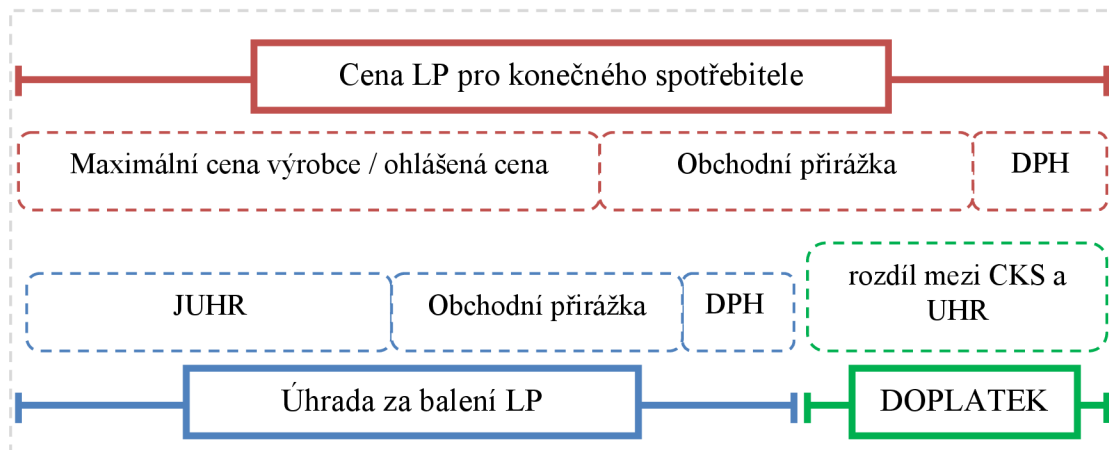 Cena LP pro konečného spotřebitele
Maximální cena výrobce / ohlášená cena
Obchodní přirážka
DPH
JUHR
Obchodní přirážka
DPH
rozdíl mezi CKS a
UHR
Úhrada za balení LP
DOPLATEK